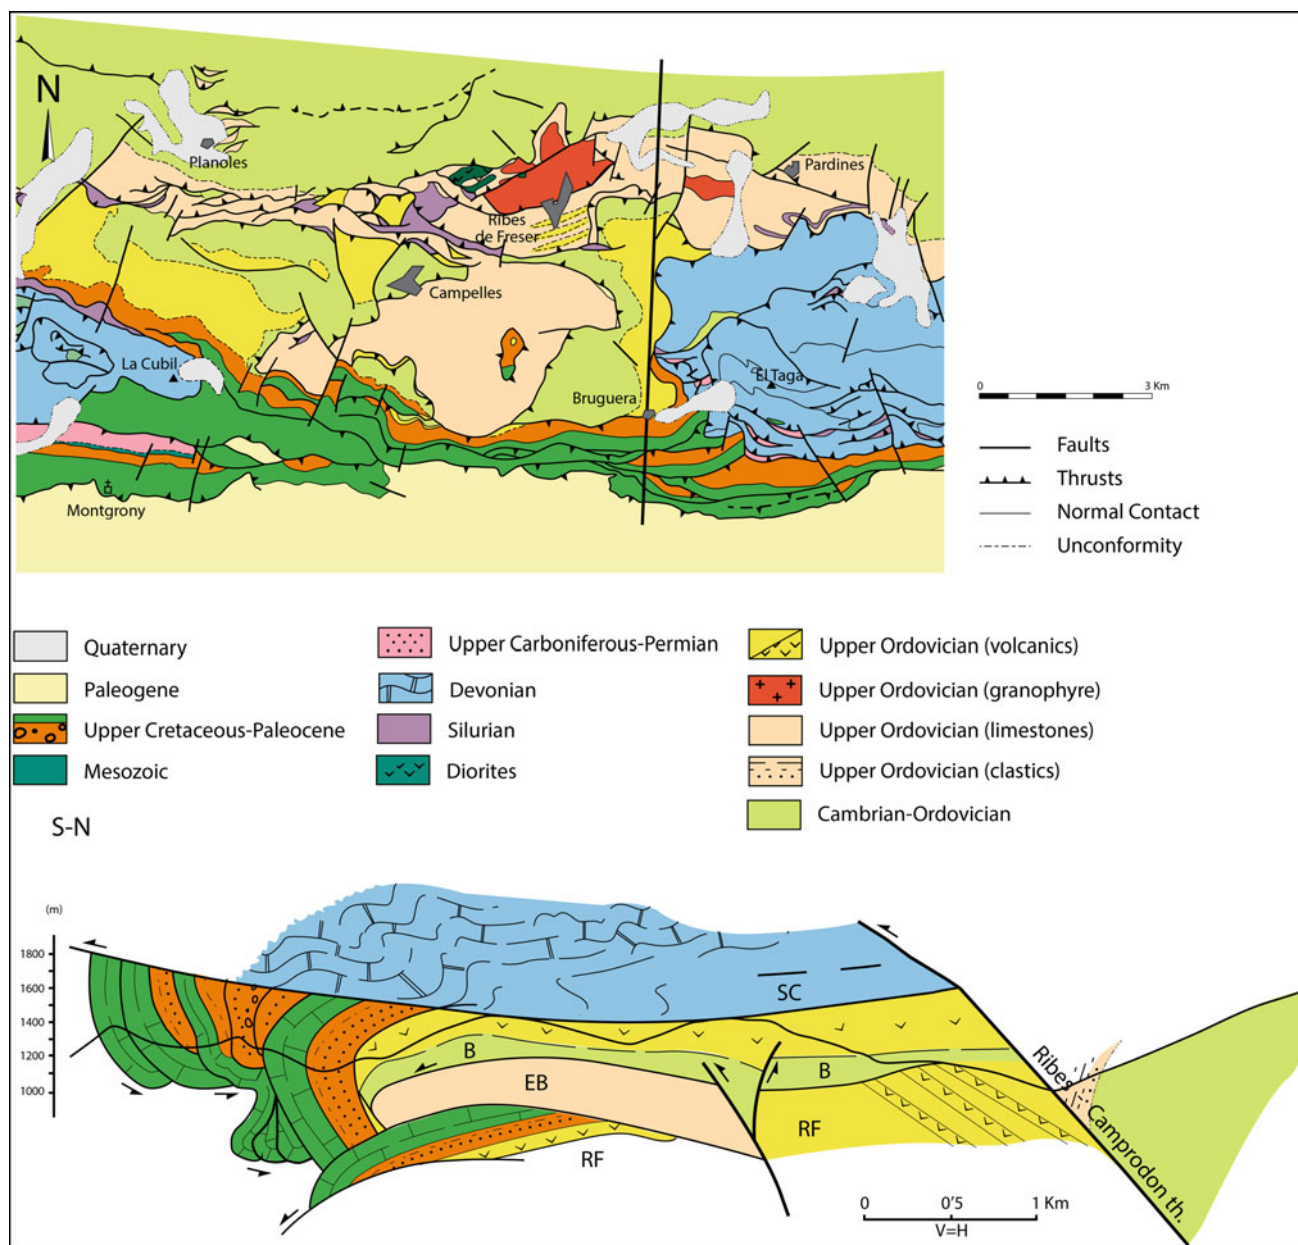 N
Planoles
Pardines
Ribes
de Freser
Campelles
La Cubil
El Taga
Bruguera
Montgrony
0 3 Km
Faults
Thrusts
Normal Contact
Unconformity
Quaternary
Paleogene
Upper Cretaceous-Paleocene
Mesozoic
Upper Carboniferous-Permian
Devonian
Silurian
Diorites
Upper Ordovician (volcanics)
Upper Ordovician (granophyre)
Upper Ordovician (limestones)
Upper Ordovician (clastics)
Cambrian-Ordovician
S-N
(m)
1800
1600
1400
1200
1000
SC
B
B
EB
RF
RF
Ribes Camprodon th.
0 0'5 1 Km
V=H